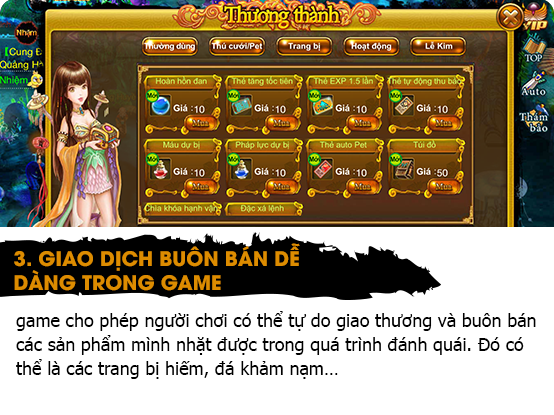 Thương thành
VIP
Nhiệm
Thường dùng Thú cưỡi/Pet Trang bị Hoạt động Lễ Kim
TOP
Nhiệm
Hoàn hồn đan Thẻ tăng tốc tiên Thẻ EXP 1.5 lần Thẻ tự động thu bắt
Mới Mới Mới Mới
Giá :10 Giá :10 Giá :10 Giá :10
Mua Mua Mua Mua
Auto
Thám
bảo
Máu dự bị Pháp lực dự bị Thẻ auto Pet Túi đồ
Mới Mới Mới Mới
Giá :10 Giá :10 Giá :10 Giá :50
Mua Mua Mua Mua
Chìa khóa hạnh vận Đặc xá lệnh
3. GIAO DỊCH BUÔN BÁN DỄ
DÀNG TRONG GAME
game cho phép người chơi có thể tự do giao thương và buôn bán
các sản phẩm mình nhặt được trong quá trình đánh quái. Đó có
thể là các trang bị hiếm, đá khảm nạm...